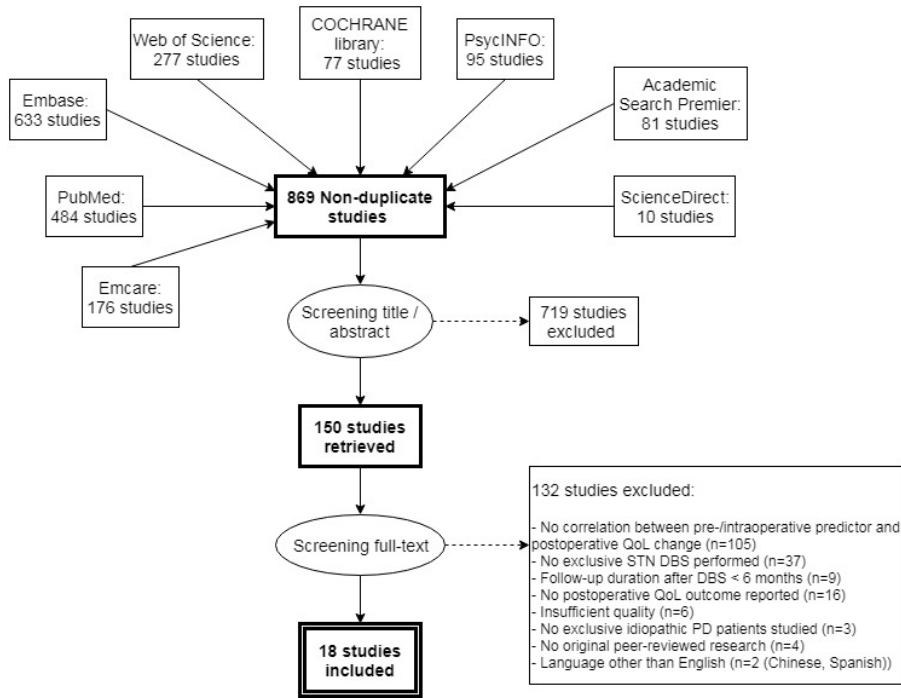 Web of Science:
277 studies
COCHRANE
library:
77 studies
PsycINFO:
95 studies
Academic
Search Premier:
81 studies
Embase:
633 studies
PubMed:
484 studies
869 Non-duplicate
studies
ScienceDirect:
10 studies
Emcare:
176 studies
Screening title /
abstract
719 studies
excluded
150 studies
retrieved
Screening full-text
132 studies excluded:
- No correlation between pre-/intraoperative predictor and
postoperative QoL change (n=105)
- No exclusive STN DBS performed (n=37)
- Follow-up duration after DBS < 6 months (n=9)
- No postoperative QoL outcome reported (n=16)
- Insufficient quality (n=6)
- No exclusive idiopathic PD patients studied (n=3)
- No original peer-reviewed research (n=4)
- Language other than English (n=2 (Chinese, Spanish))
18 studies
included